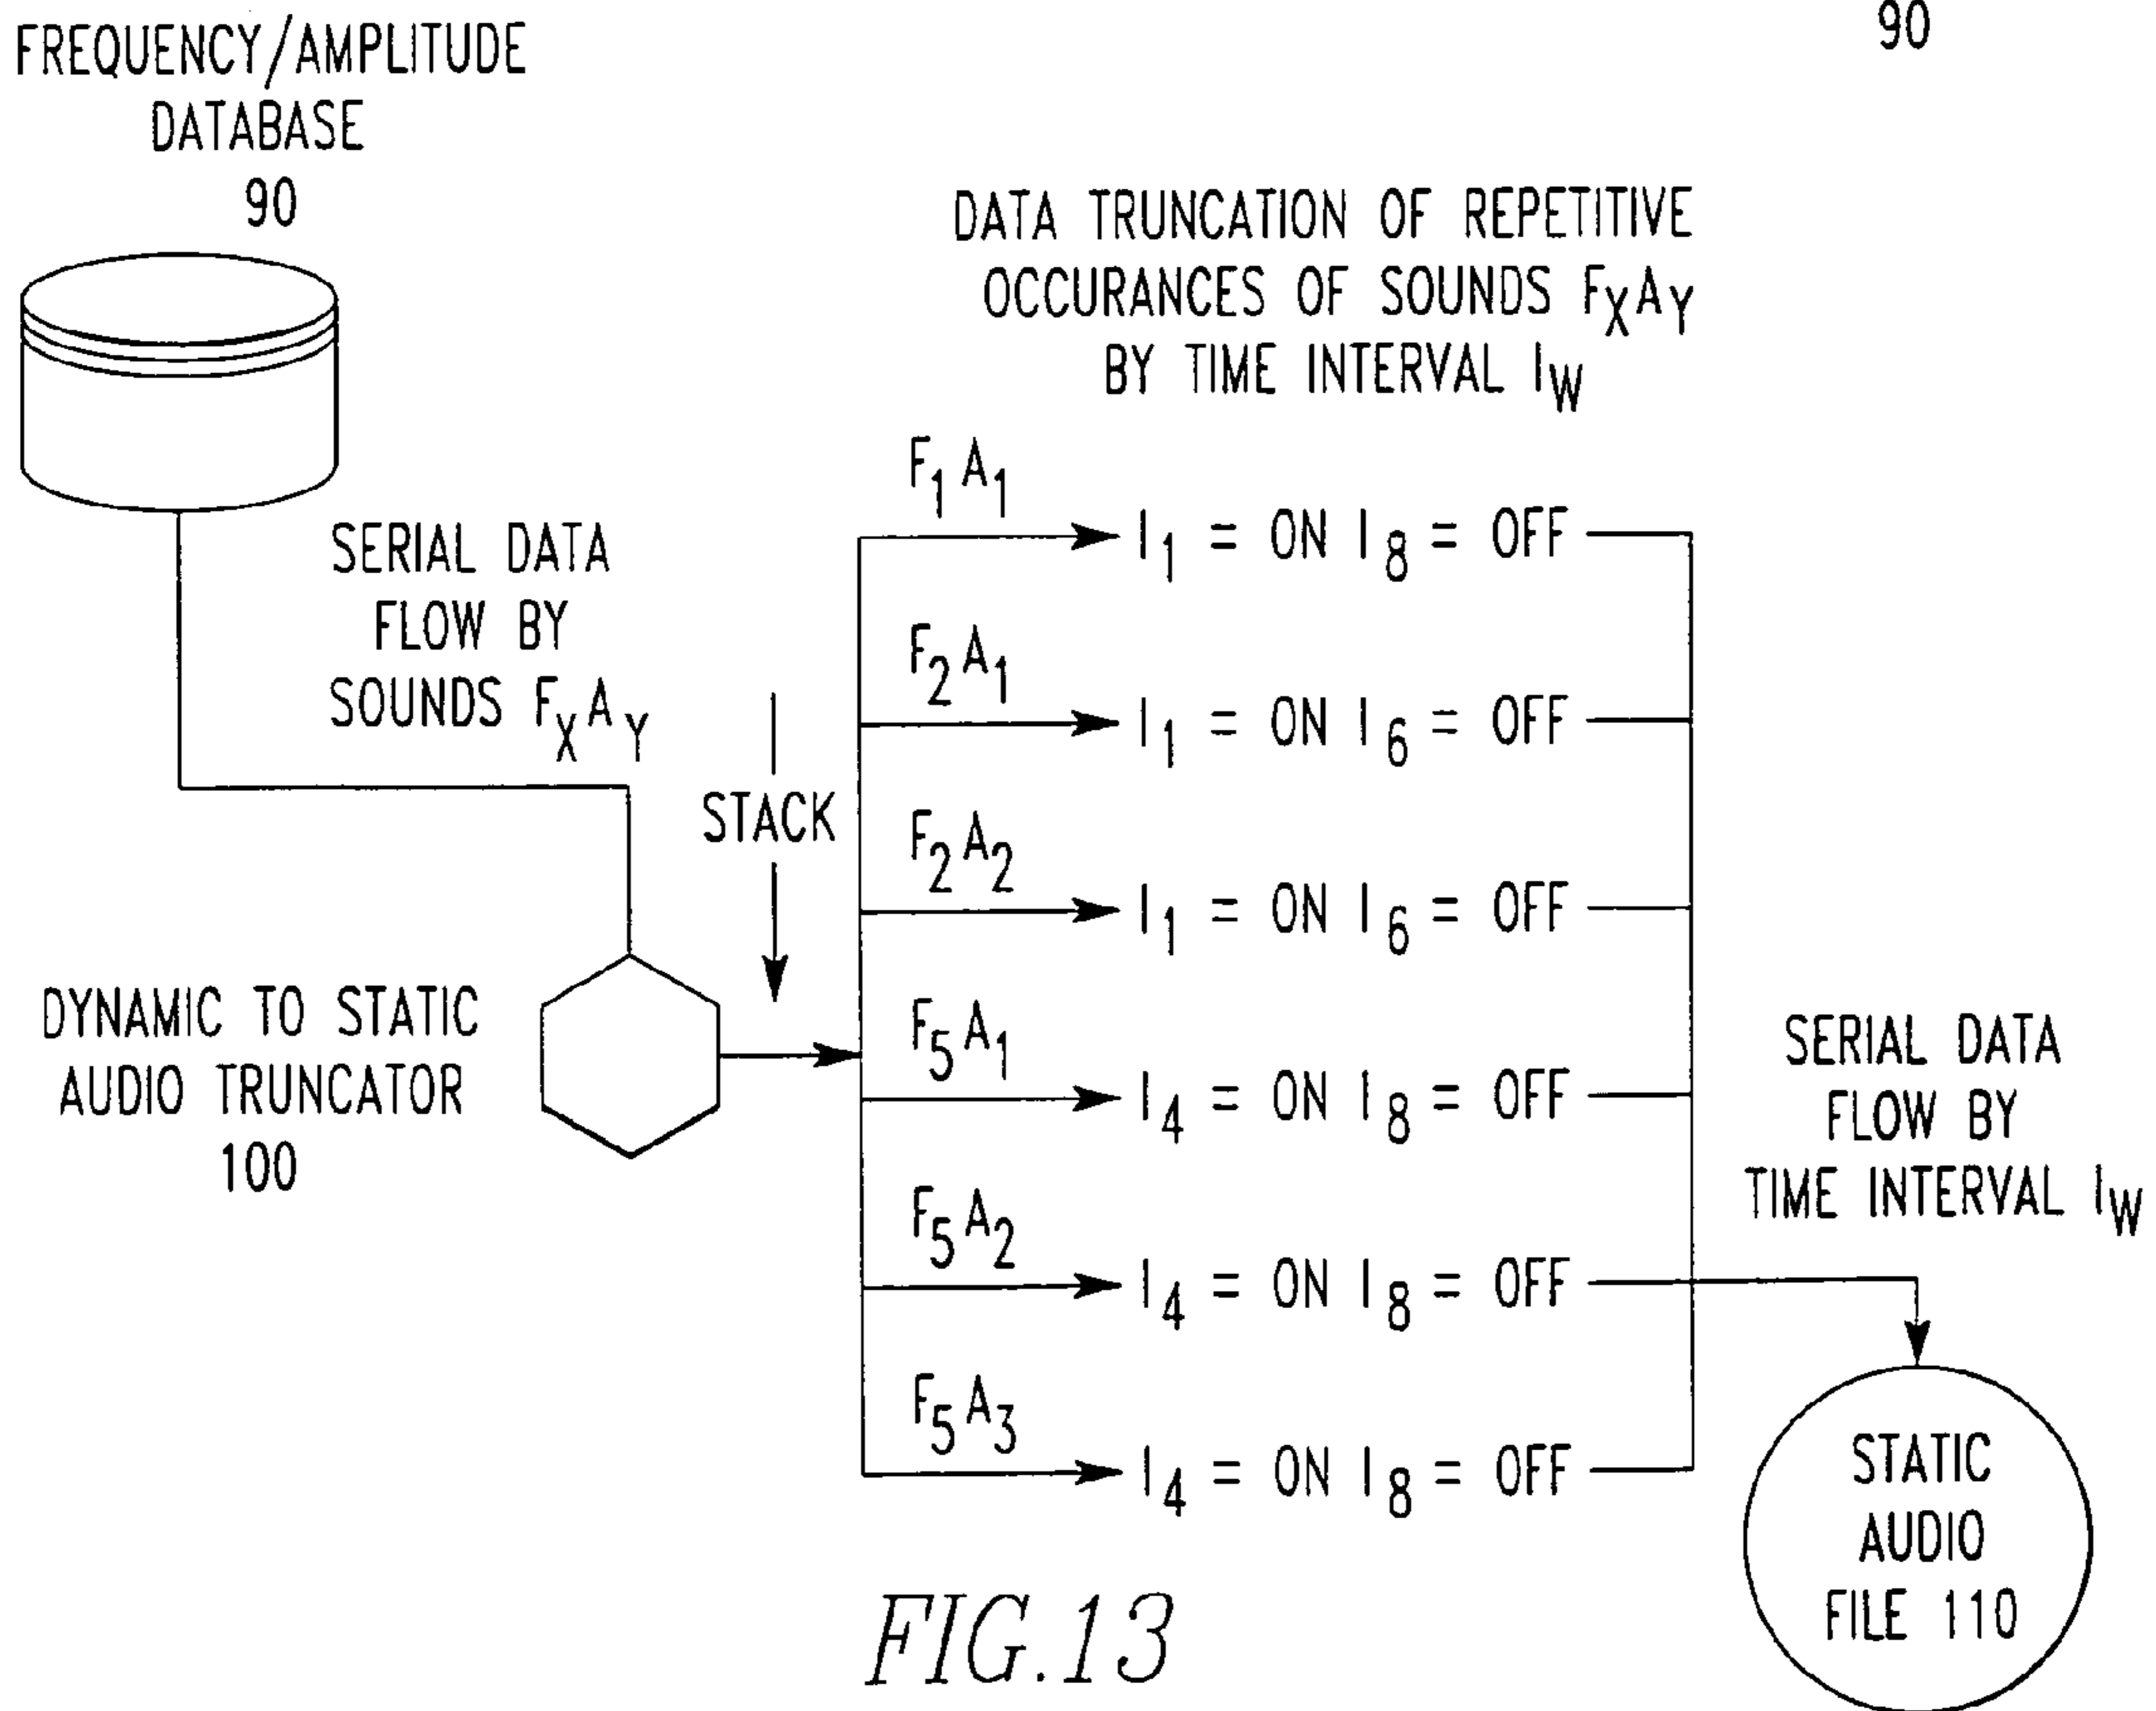 90
FREQUENCY/AMPLITUDE
DATABASE
90
DATA TRUNCATION OF REPETITIVE
OCCURANCES OF SOUNDS FXAY
BY TIME INTERVAL IW
SERIAL DATA
FLOW BY
SOUNDS FXAY
STACK
DYNAMIC TO STATIC
AUDIO TRUNCATOR
100
F1A1
I1 = ON I8 = OFF
F2A1
I1 = ON I6 = OFF
F2A2
I1 = ON I6 = OFF
F5A1
I4 = ON I8 = OFF
F5A2
I4 = ON I8 = OFF
F5A3
I4 = ON I8 = OFF
SERIAL DATA
FLOW BY
TIME INTERVAL IW
STATIC
AUDIO
FILE 110
FIG.13